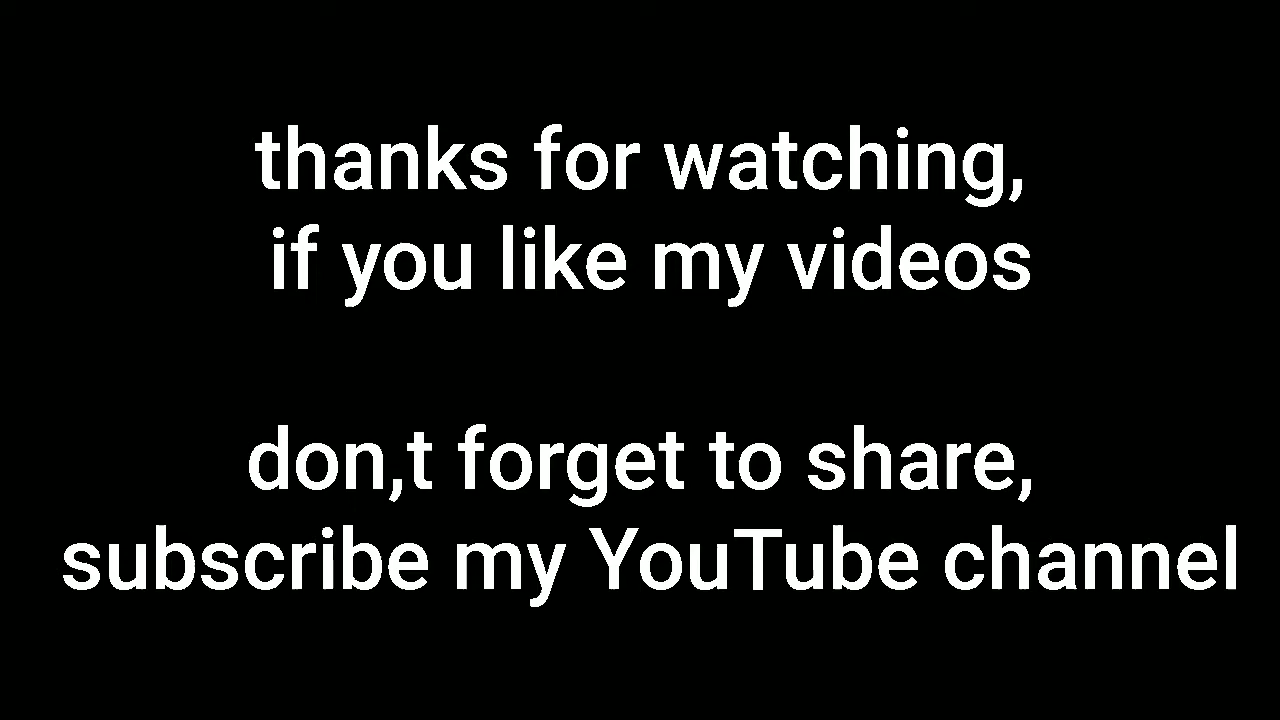 thanks for watching,
if you like my videos
don,t forget to share,
subscribe my YouTube channel